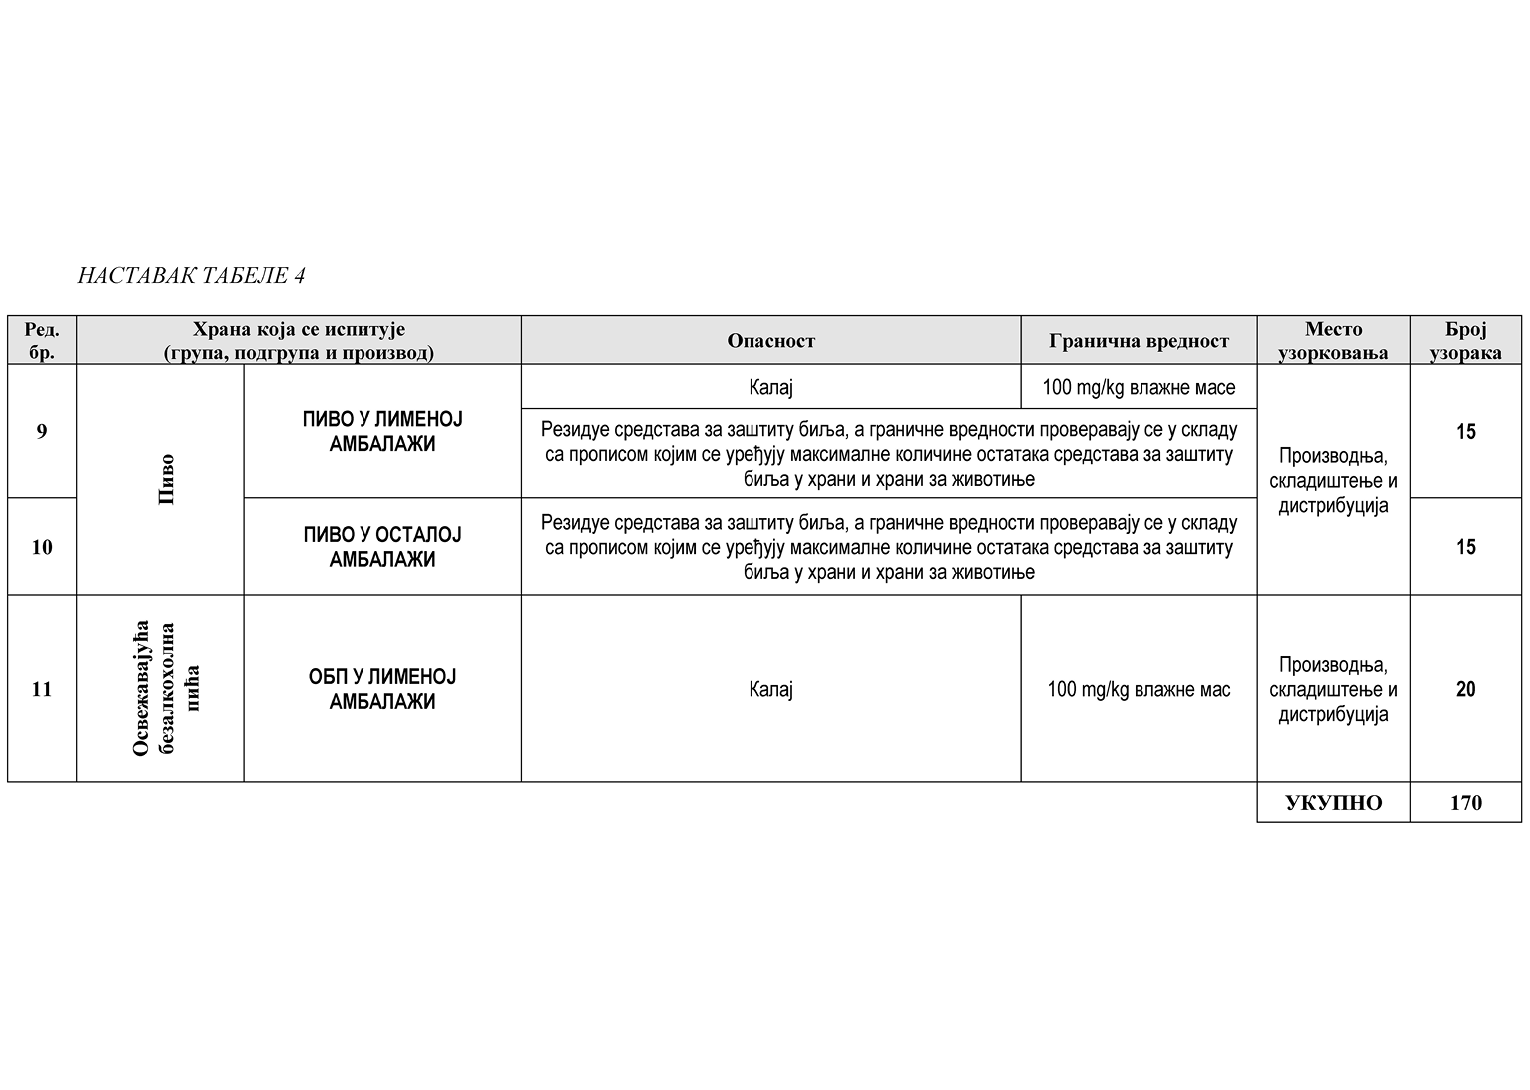 НАСТАВАК ТАБЕЛЕ 4
Ред.
бр.
Храна која се испитује
(група, подгрупа и производ)
Опасност
Гранична вредност
Место
узорковања
Број
узорака
9
Пиво
ПИВО У ЛИМЕНОЈ
АМБАЛАЖИ
Калај
100 mg/kg влажне масе
Резидуе средстава за заштиту биља, а граничне вредности проверавају се у складу
са прописом којим се уређују максималне количине остатака средстава за заштиту
биља у храни и храни за животиње
Производња,
складиштење и
дистрибуција
15
10
ПИВО У ОСТАЛОЈ
АМБАЛАЖИ
Резидуе средстава за заштиту биља, а граничне вредности проверавају се у складу
са прописом којим се уређују максималне количине остатака средстава за заштиту
биља у храни и храни за животиње
15
11
Освежавајућа
безалкохолна
пића
ОБП У ЛИМЕНОЈ
АМБАЛАЖИ
Калај
100 mg/kg влажне мас
Производња,
складиштење и
дистрибуција
20
УКУПНО
170